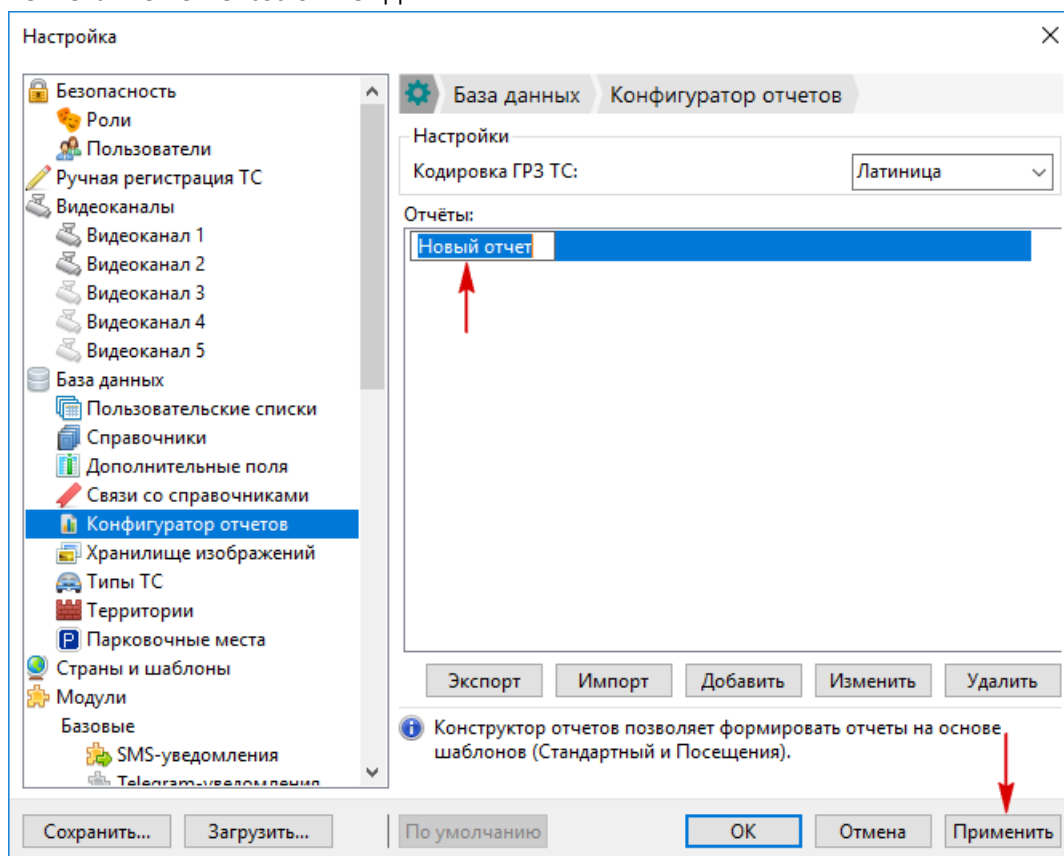 Настройка
Безопасность
Роли
Пользователи
Ручная регистрация ТС
Видеоканалы
Видеоканал 1
Видеоканал 2
Видеоканал 3
Видеоканал 4
Видеоканал 5
База данных
Пользовательские списки
Справочники
Дополнительные поля
Связи со справочниками
Конфигуратор отчетов
Хранилище изображений
Типы ТС
Территории
Парковочные места
Страны и шаблоны
Модули
Базовые
SMS-уведомления
Telegram-уведомления
База данных Конфигуратор отчетов
Настройки
Кодировка ГРЗ ТС: Латиница
Отчёты:
Новый отчет
Экспорт Импорт Добавить Изменить Удалить
Конструктор отчетов позволяет формировать отчеты на основе
шаблонов (Стандартный и Посещения).
Сохранить... Загрузить... По умолчанию ОК Отмена Применить